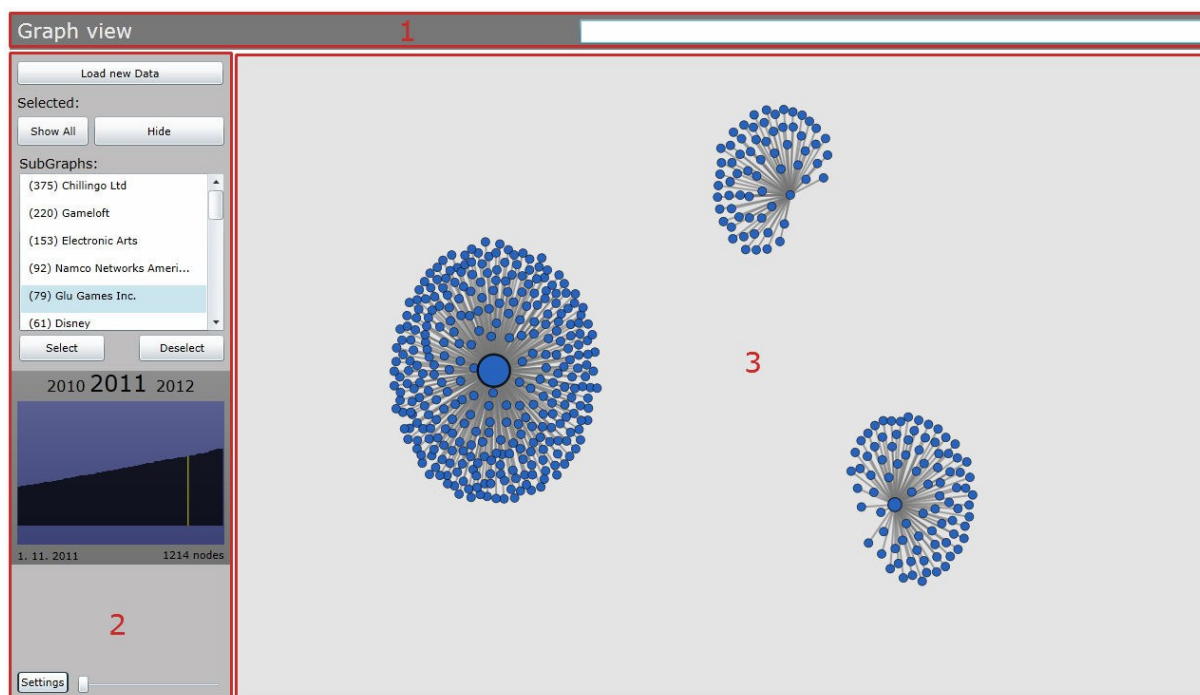 Graph view 1
Load new Data
Selected:
Show All Hide
SubGraphs:
(375) Chillingo Ltd
(220) Gameloft
(153) Electronic Arts
(92) Namco Networks Ameri...
(79) Glu Games Inc.
(61) Disney
Select Deselect
2010 2011 2012
1. 11. 2011 1214 nodes
2
Settings
3